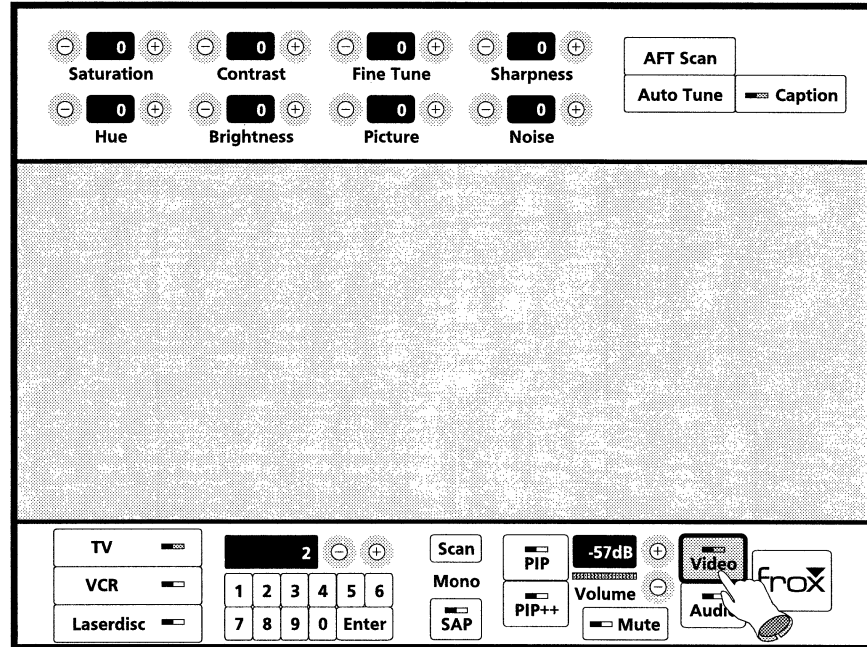 0 0 0 0
Saturation Contrast Fine Tune Sharpness
0 0 0 0
Hue Brightness Picture Noise
AFT Scan
Auto Tune Caption
TV
VCR
Laserdisc
2
1 2 3 4 5 6
7 8 9 0 Enter
Scan
Mono
SAP
PIP
PIP++
-57dB
Volume
Mute
Video
Audio
frox